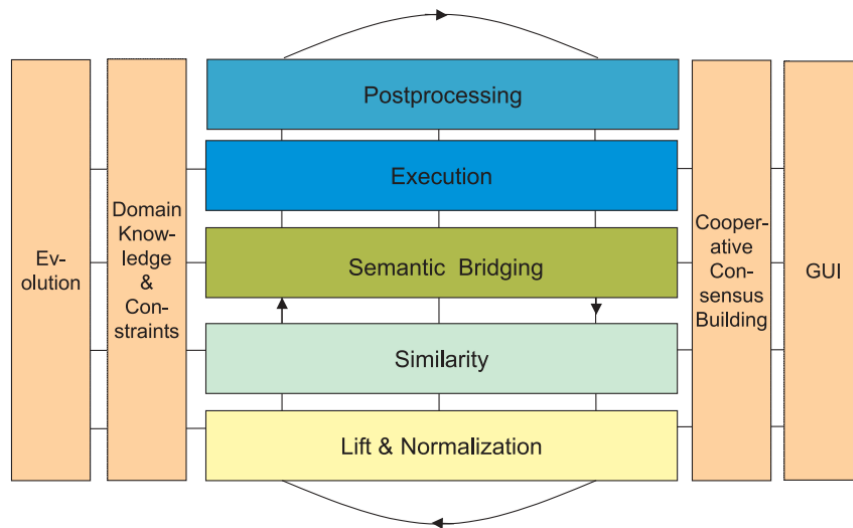 Postprocessing
Execution
Semantic Bridging
Similarity
Lift & Normalization
Ev-
olution
Domain
Know-
ledge
&
Con-
straints
Cooper-
ative
Con-
sensus
Building
GUI